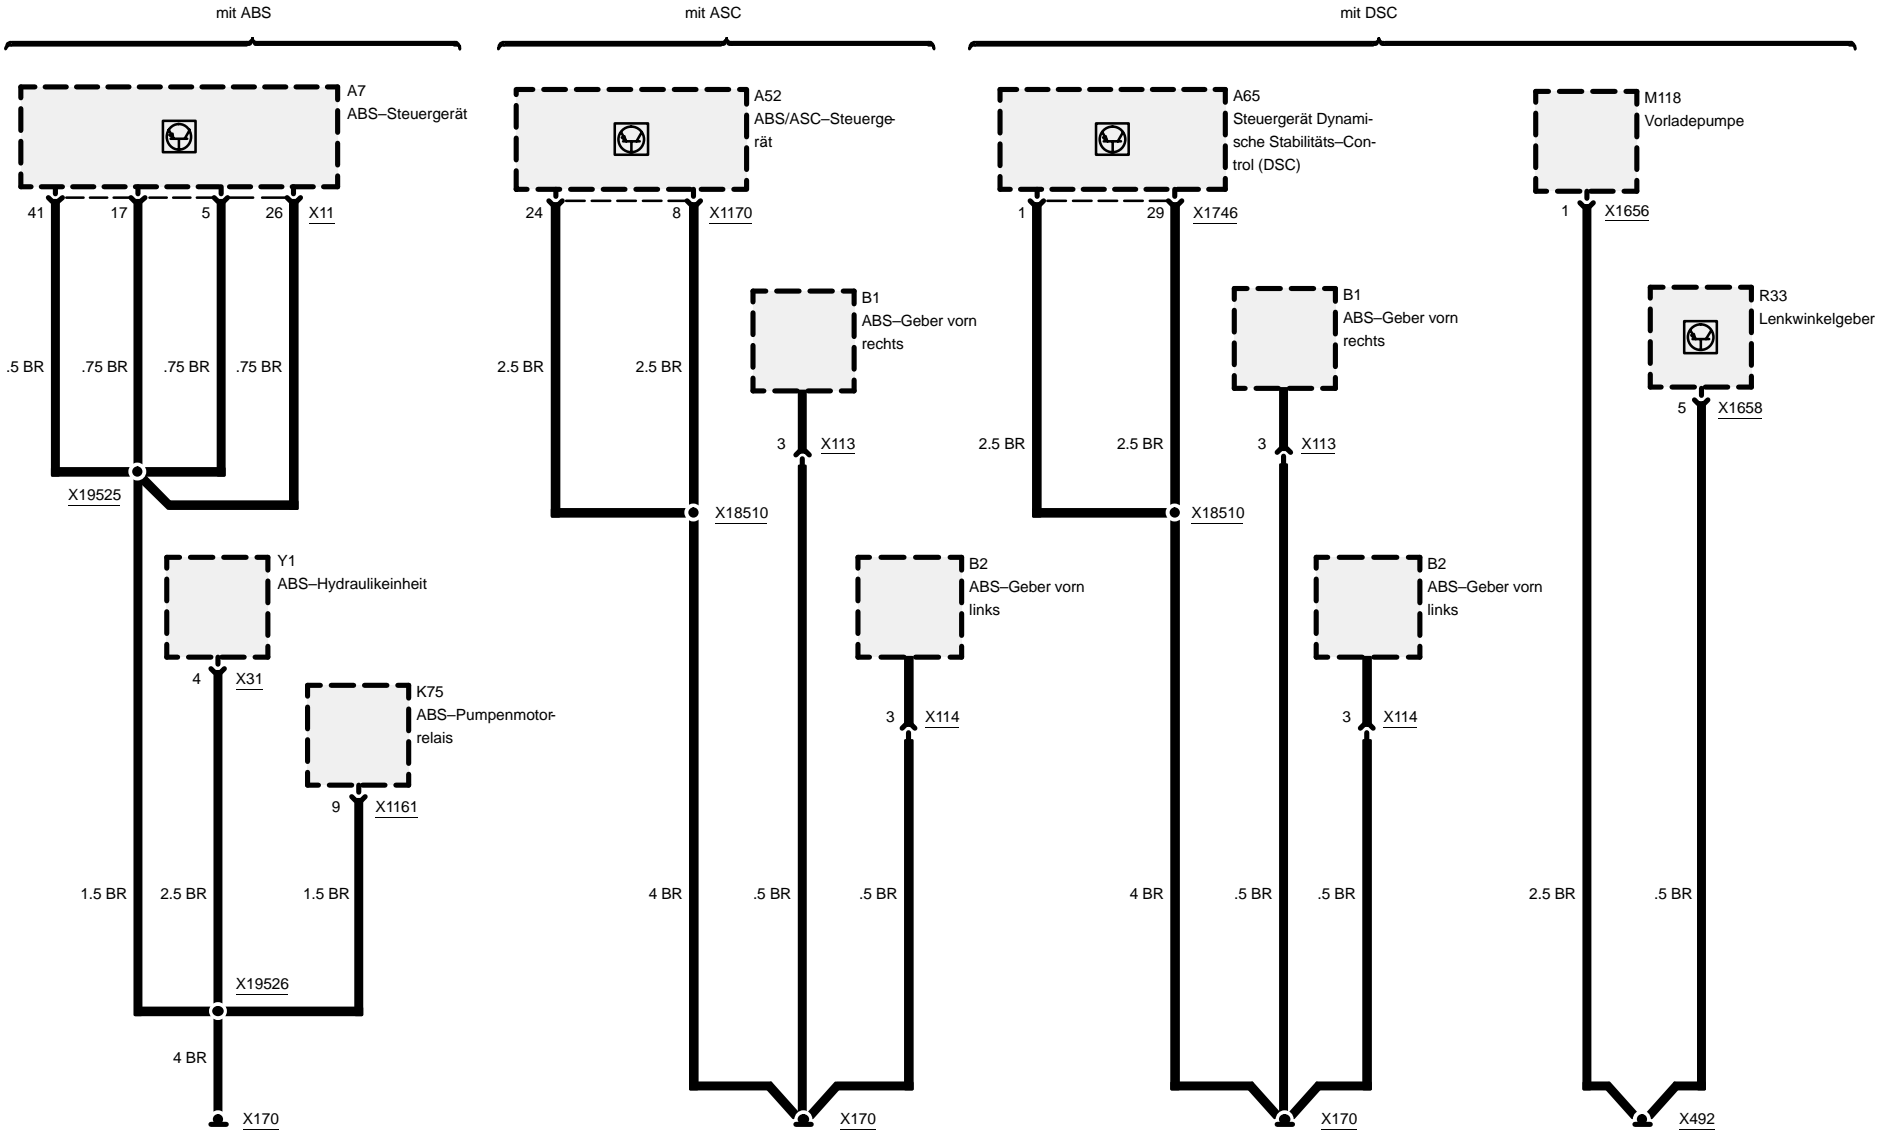 mit ABS
mit ASC
mit DSC
A7
ABS–Steuergerät
A52
ABS/ASC–Steuerge-
rät
A65
Steuergerät Dynami-
sche Stabilitäts–Con-
trol (DSC)
M118
Vorladepumpe
41 17 5 26 X11
24 8 X1170
1 29 X1746
1 X1656
B1
ABS–Geber vorn
rechts
B1
ABS–Geber vorn
rechts
R33
Lenkwinkelgeber
.5 BR .75 BR .75 BR .75 BR
2.5 BR 2.5 BR
5 X1658
3 X113
2.5 BR 2.5 BR
3 X113
X19525
X18510
X18510
Y1
ABS–Hydraulikeinheit
B2
ABS–Geber vorn
links
B2
ABS–Geber vorn
links
4 X31
K75
ABS–Pumpenmotor-
relais
3 X114
3 X114
9 X1161
1.5 BR 2.5 BR 1.5 BR
4 BR .5 BR .5 BR
4 BR .5 BR .5 BR
2.5 BR .5 BR
X19526
4 BR
X170
X170
X170
X492